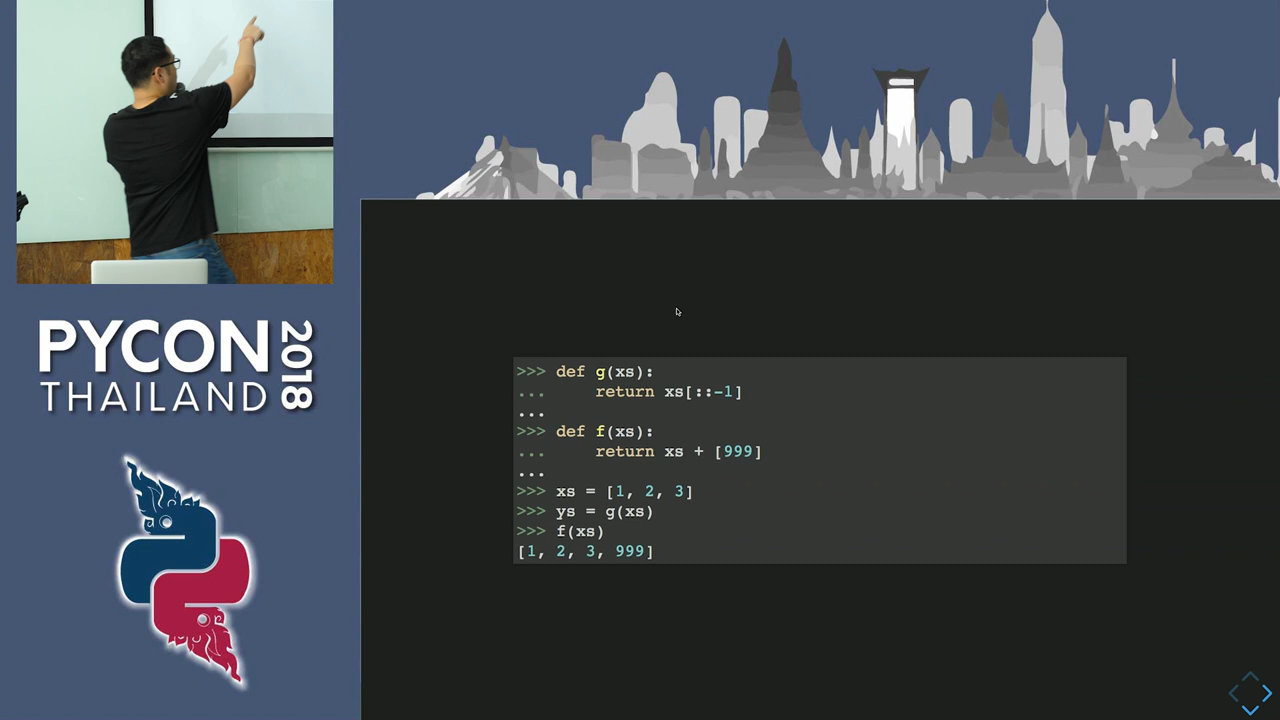 PYCON
THAILAND
2018
>>> def g(xs):
...     return xs[::-1]
...
>>> def f(xs):
...     return xs + [999]
...
>>> xs = [1, 2, 3]
>>> ys = g(xs)
>>> f(xs)
[1, 2, 3, 999]